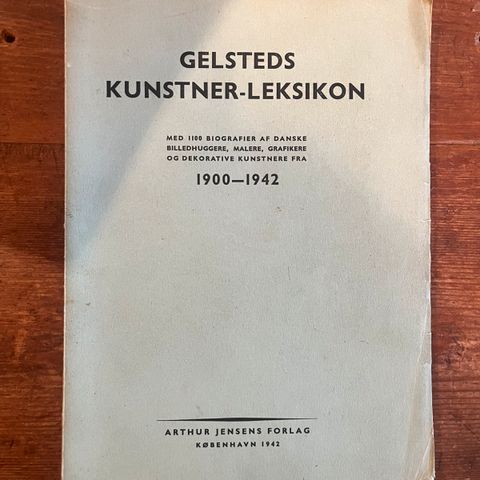 GELSTEDS
KUNSTNER-LEKSIKON
MED 1100 BIOGRAFIER AF DANSKE
BILLEDHUGGERE, MALERE, GRAFIKERE
OG DEKORATIVE KUNSTNERE FRA
1900—1942
ARTHUR JENSENS FORLAG
KØBENHAVN 1942